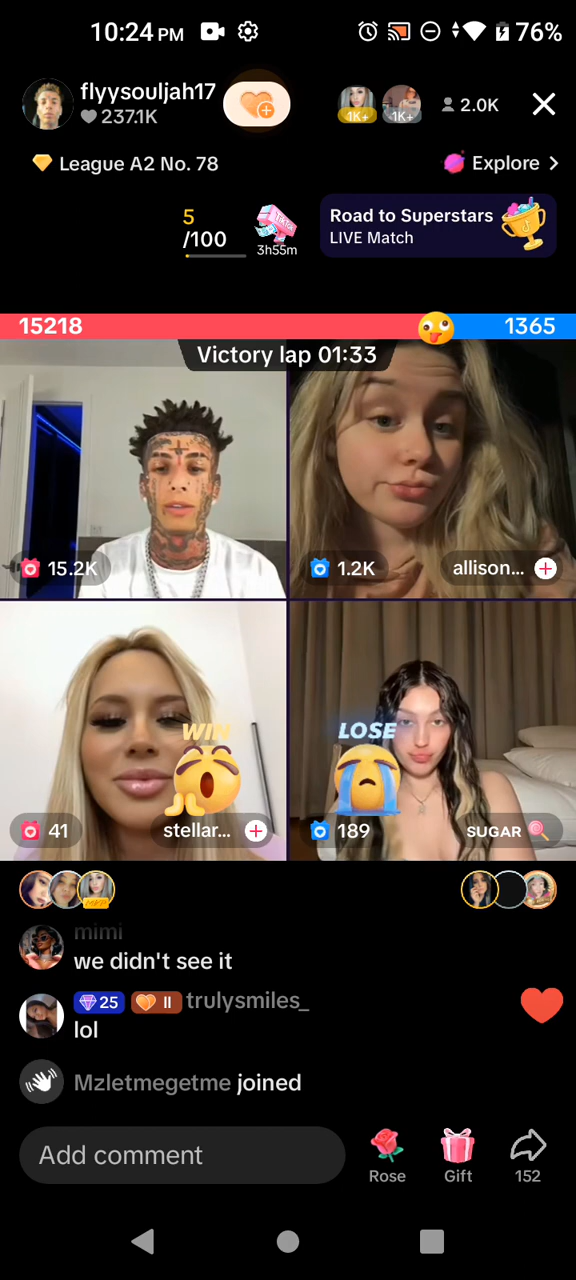 10:24 PM
76%
flyysouljah17
237.1K
1K+
1K+
2.0K
League A2 No. 78
Explore >
5
/100
TikTok
3h55m
Road to Superstars
LIVE Match
15218
1365
Victory lap 01:33
15.2K
1.2K
allison...
WIN
LOSE
41
stellar...
189
SUGAR
mimi
we didn't see it
25
II
trulysmiles_
lol
Mzletmegetme joined
Add comment
Rose
Gift
152